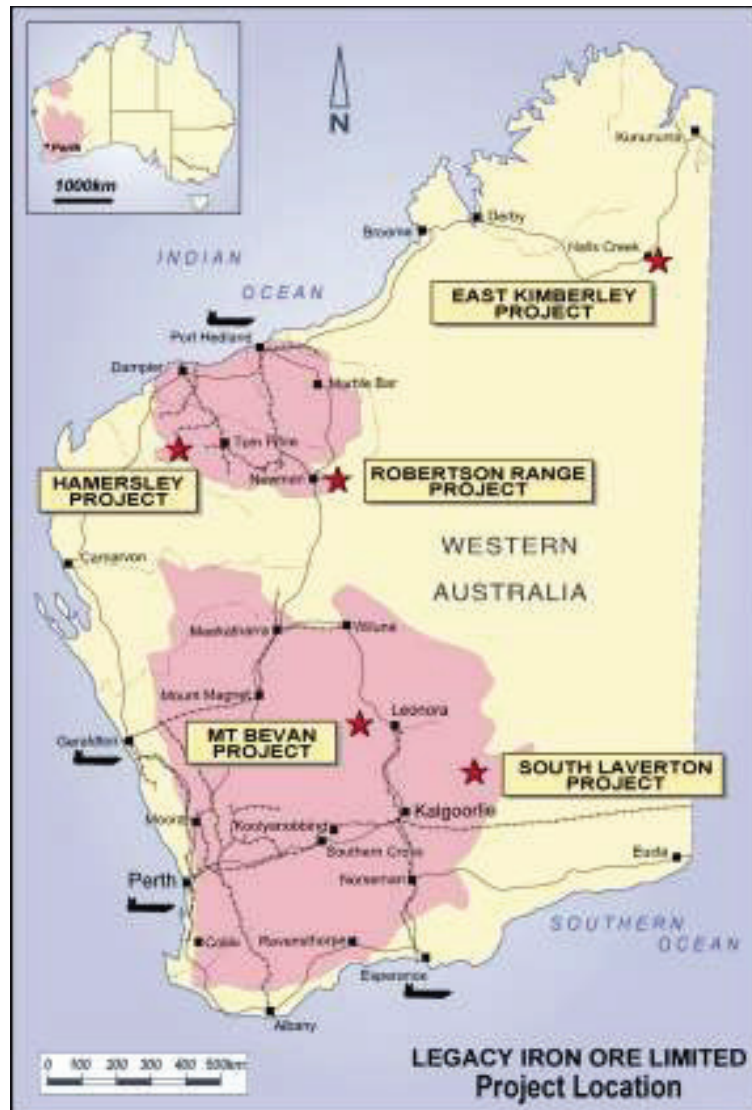 Perth
1000km
N
Kununurra
Derby
Broome
Halls Creek
INDIAN
OCEAN
EAST KIMBERLEY
PROJECT
Port Hedland
Dampier
Marble Bar
Tom Price
HAMERSLEY
PROJECT
Newman
ROBERTSON RANGE
PROJECT
WESTERN
AUSTRALIA
Carnarvon
Meekatharra
Wiluna
Mount Magnet
Leonora
MT BEVAN
PROJECT
Geraldton
SOUTH LAVERTON
PROJECT
Kalgoorlie
Moora
Koolyanobbing
Southern Cross
Eucla
Perth
Norseman
SOUTHERN
OCEAN
Collie
Ravensthorpe
Esperance
Albany
0 100 200 300 400 500km
LEGACY IRON ORE LIMITED
Project Location